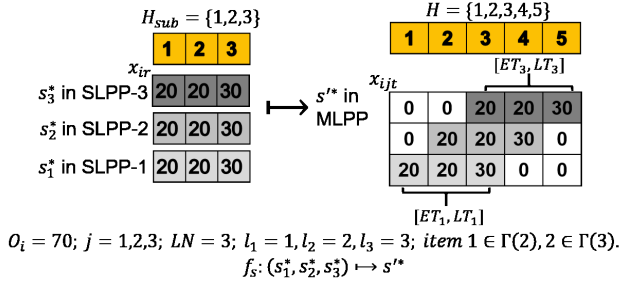 H_sub = {1,2,3}
1 2 3
x_ir
s_3^* in SLPP-3 20 20 30
s_2^* in SLPP-2 20 20 30
s_1^* in SLPP-1 20 20 30
s'^* in
MLPP
H = {1,2,3,4,5}
1 2 3 4 5
[ET_3, LT_3]
x_ijt
0 0 20 20 30
0 20 20 30 0
20 20 30 0 0
[ET_1, LT_1]
O_i = 70; j = 1,2,3; LN = 3; l_1 = 1, l_2 = 2, l_3 = 3; item 1 ∈ Γ(2), 2 ∈ Γ(3).
f_s: (s_1^*, s_2^*, s_3^*) ↦ s'^*